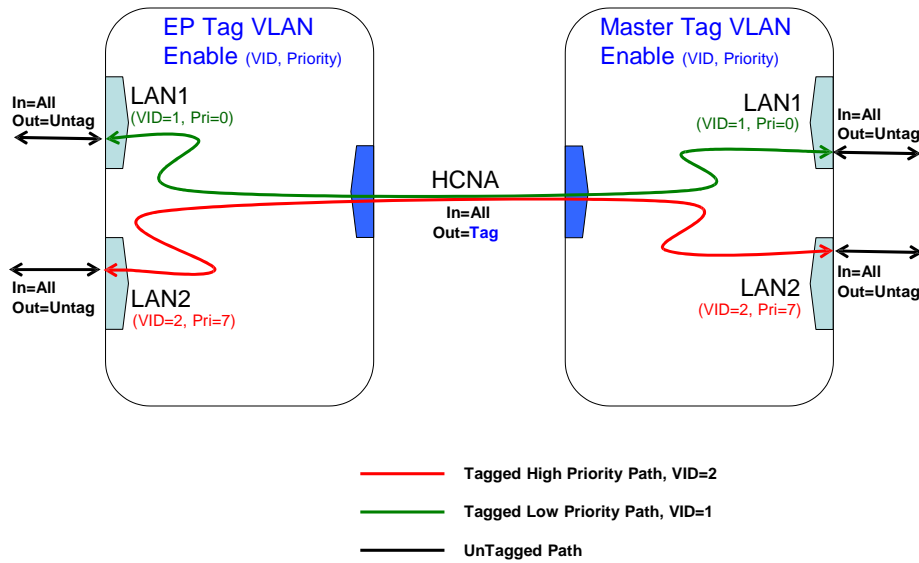 EP Tag VLAN
Enable (VID, Priority)
Master Tag VLAN
Enable (VID, Priority)
In=All
Out=Untag
LAN1
(VID=1, Pri=0)
LAN1
(VID=1, Pri=0)
In=All
Out=Untag
HCNA
In=All
Out=Tag
In=All
Out=Untag
LAN2
(VID=2, Pri=7)
LAN2
(VID=2, Pri=7)
In=All
Out=Untag
Tagged High Priority Path, VID=2
Tagged Low Priority Path, VID=1
UnTagged Path